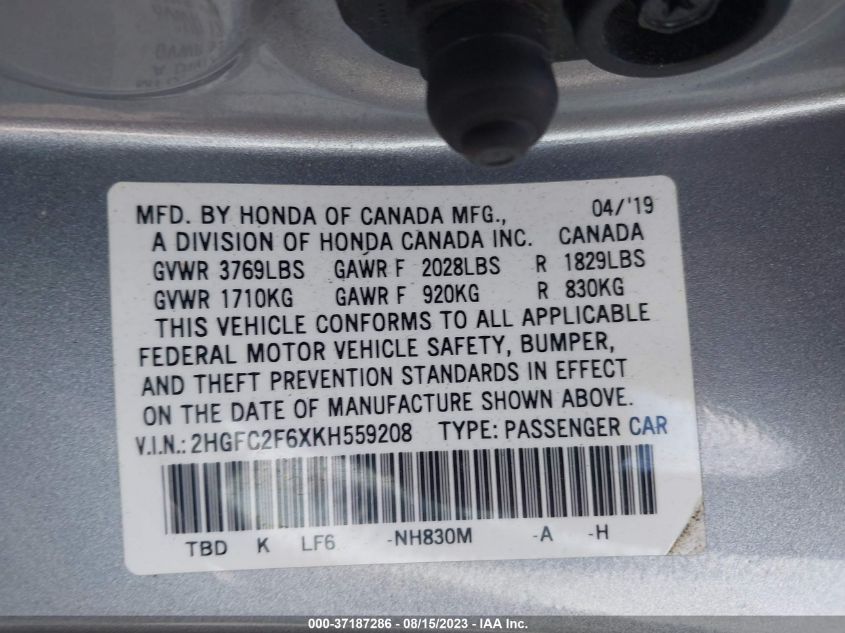 MFD. BY HONDA OF CANADA MFG., 04/'19
A DIVISION OF HONDA CANADA INC. CANADA
GVWR 3769LBS GAWR F 2028LBS R 1829LBS
GVWR 1710KG GAWR F 920KG R 830KG
THIS VEHICLE CONFORMS TO ALL APPLICABLE
FEDERAL MOTOR VEHICLE SAFETY, BUMPER,
AND THEFT PREVENTION STANDARDS IN EFFECT
ON THE DATE OF MANUFACTURE SHOWN ABOVE.
V.I.N.: 2HGFC2F6XKH559208 TYPE: PASSENGER CAR
TBD K LF6 -NH830M -A -H
000-37187286 - 08/15/2023 - IAA Inc.